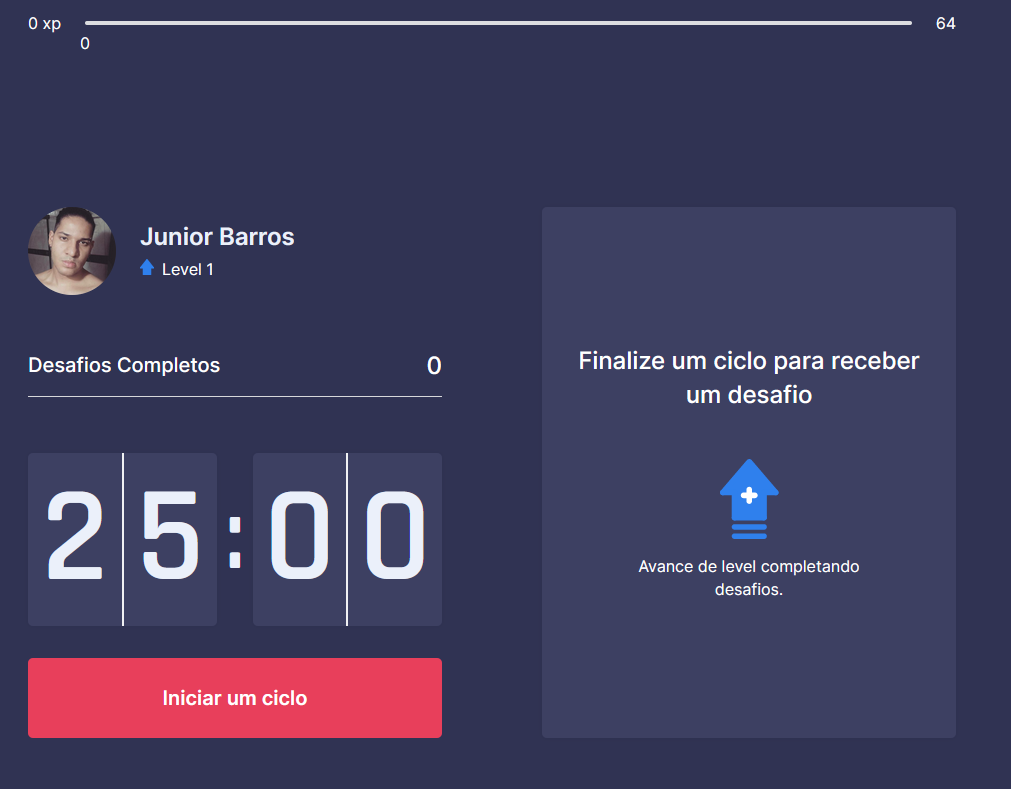 0 xp 64
0
Junior Barros
Level 1
Desafios Completos 0
25:00
Iniciar um ciclo
Finalize um ciclo para receber
um desafio
Avance de level completando
desafios.